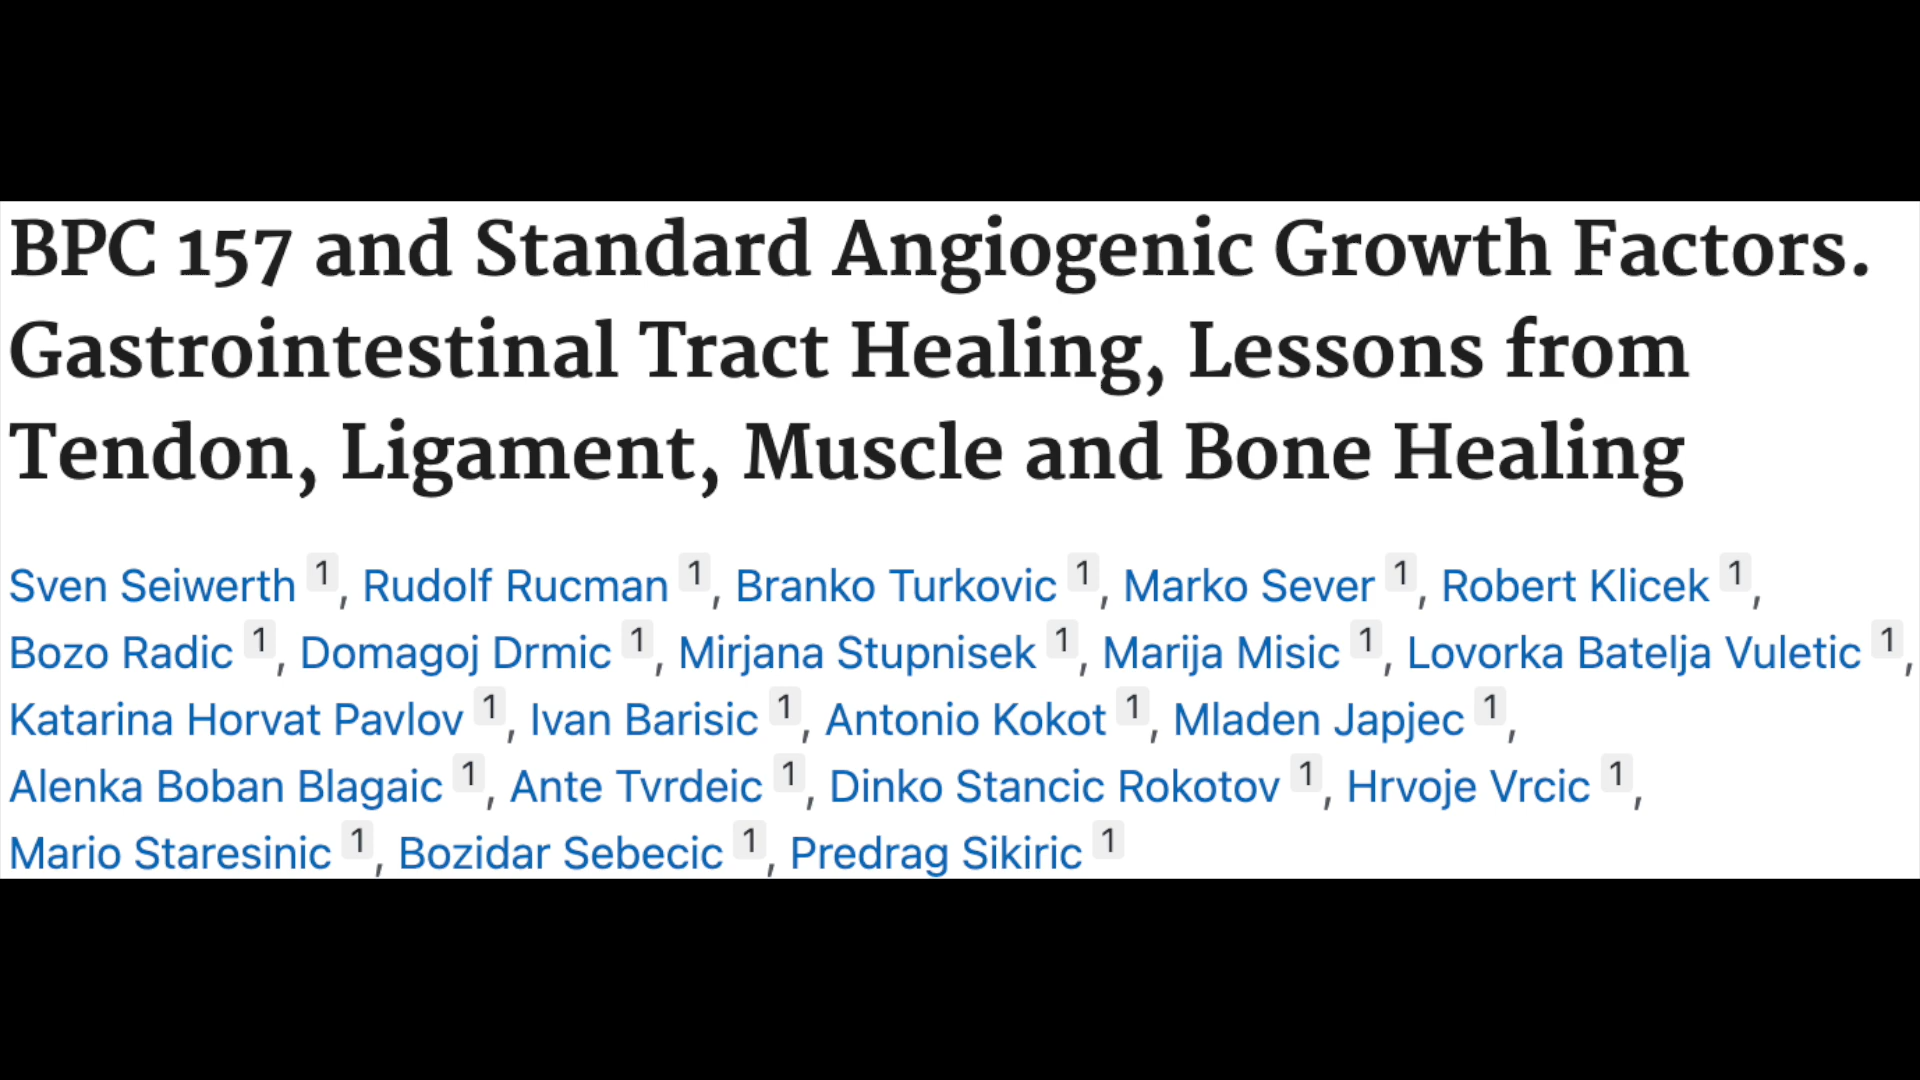 BPC 157 and Standard Angiogenic Growth Factors.
Gastrointestinal Tract Healing, Lessons from
Tendon, Ligament, Muscle and Bone Healing
Sven Seiwerth 1, Rudolf Rucman 1, Branko Turkovic 1, Marko Sever 1, Robert Klicek 1,
Bozo Radic 1, Domagoj Drmic 1, Mirjana Stupnisek 1, Marija Misic 1, Lovorka Batelja Vuletic 1,
Katarina Horvat Pavlov 1, Ivan Barisic 1, Antonio Kokot 1, Mladen Japjec 1,
Alenka Boban Blagaic 1, Ante Tvrdeic 1, Dinko Stancic Rokotov 1, Hrvoje Vrcic 1,
Mario Staresinic 1, Bozidar Sebecic 1, Predrag Sikiric 1